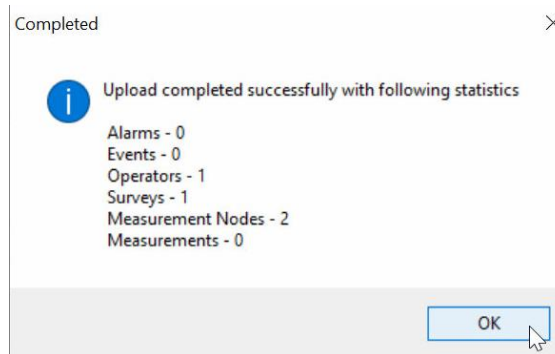 Completed
Upload completed successfully with following statistics
Alarms - 0
Events - 0
Operators - 1
Surveys - 1
Measurement Nodes - 2
Measurements - 0
OK